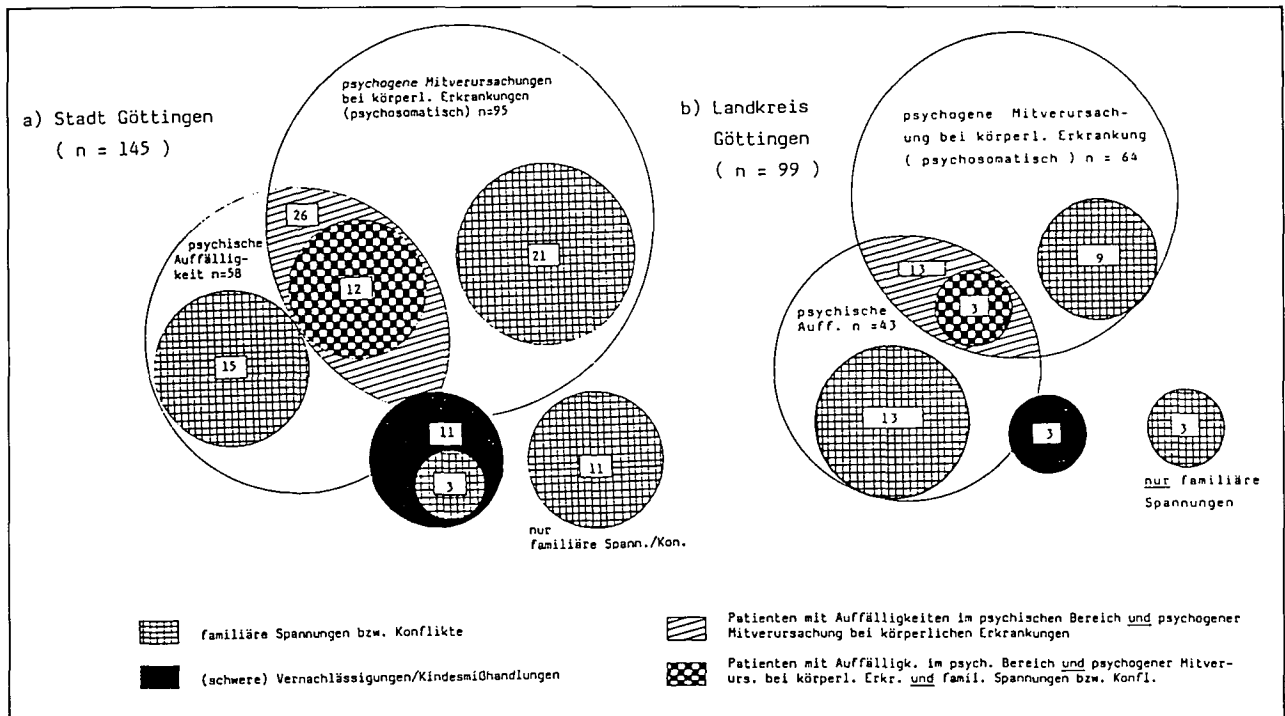 a) Stadt Göttingen
( n = 145 )
psychogene Mitverursachungen
bei körperl. Erkrankungen
(psychosomatisch) n=95
26
psychische
Auffällig-
keit n=58
12
21
15
11
3
11
nur
familiäre Spann./Kon.
b) Landkreis
Göttingen
( n = 99 )
psychogene Mitverursach-
ung bei körperl. Erkrankung
( psychosomatisch ) n = 64
13
9
3
psychische
Auff. n =43
13
3
3
nur familiäre
Spannungen
familiäre Spannungen bzw. Konflikte
(schwere) Vernachlässigungen/Kindesmißhandlungen
Patienten mit Auffälligkeiten im psychischen Bereich und psychogener
Mitverursachung bei körperlichen Erkrankungen
Patienten mit Auffälligk. im psych. Bereich und psychogener Mitver-
urs. bei körperl. Erkr. und famil. Spannungen bzw. Konfl.